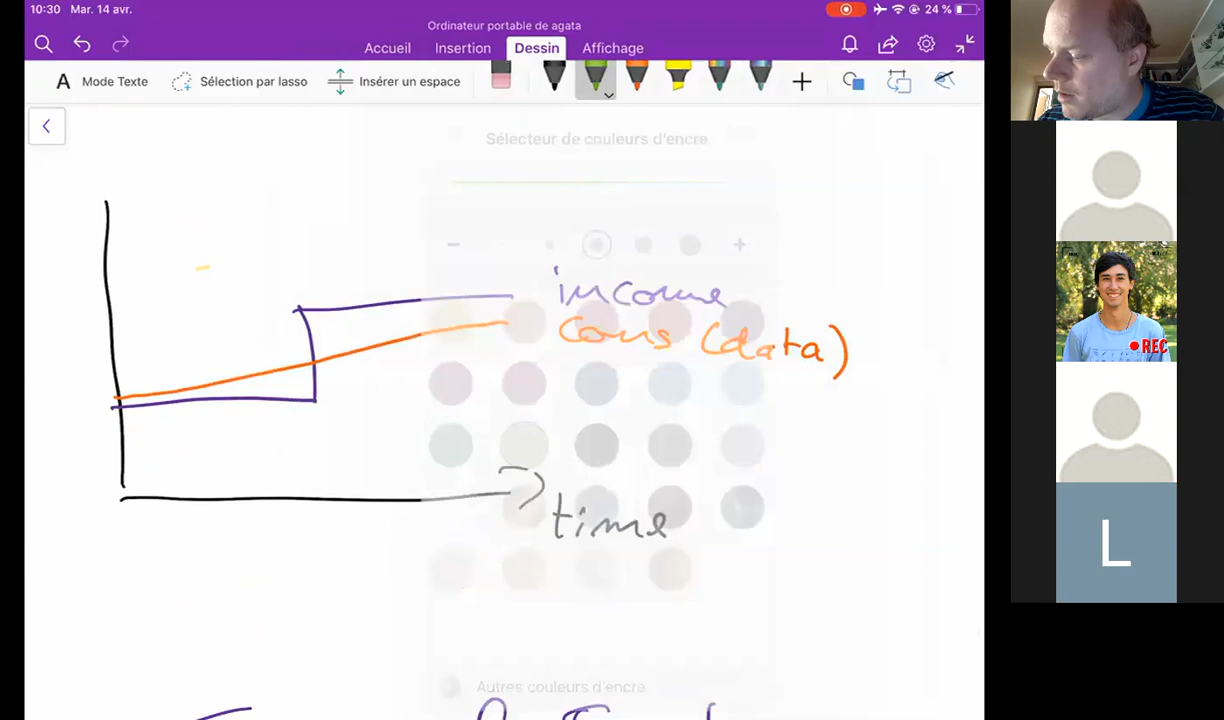 10:30 Mar. 14 avr. 24 %
Ordinateur portable de agata
Accueil Insertion Dessin Affichage
A Mode Texte Sélection par lasso Insérer un espace
Sélecteur de couleurs d'encre
income
Cons (data)
time
Autres couleurs d'encre
REC
L